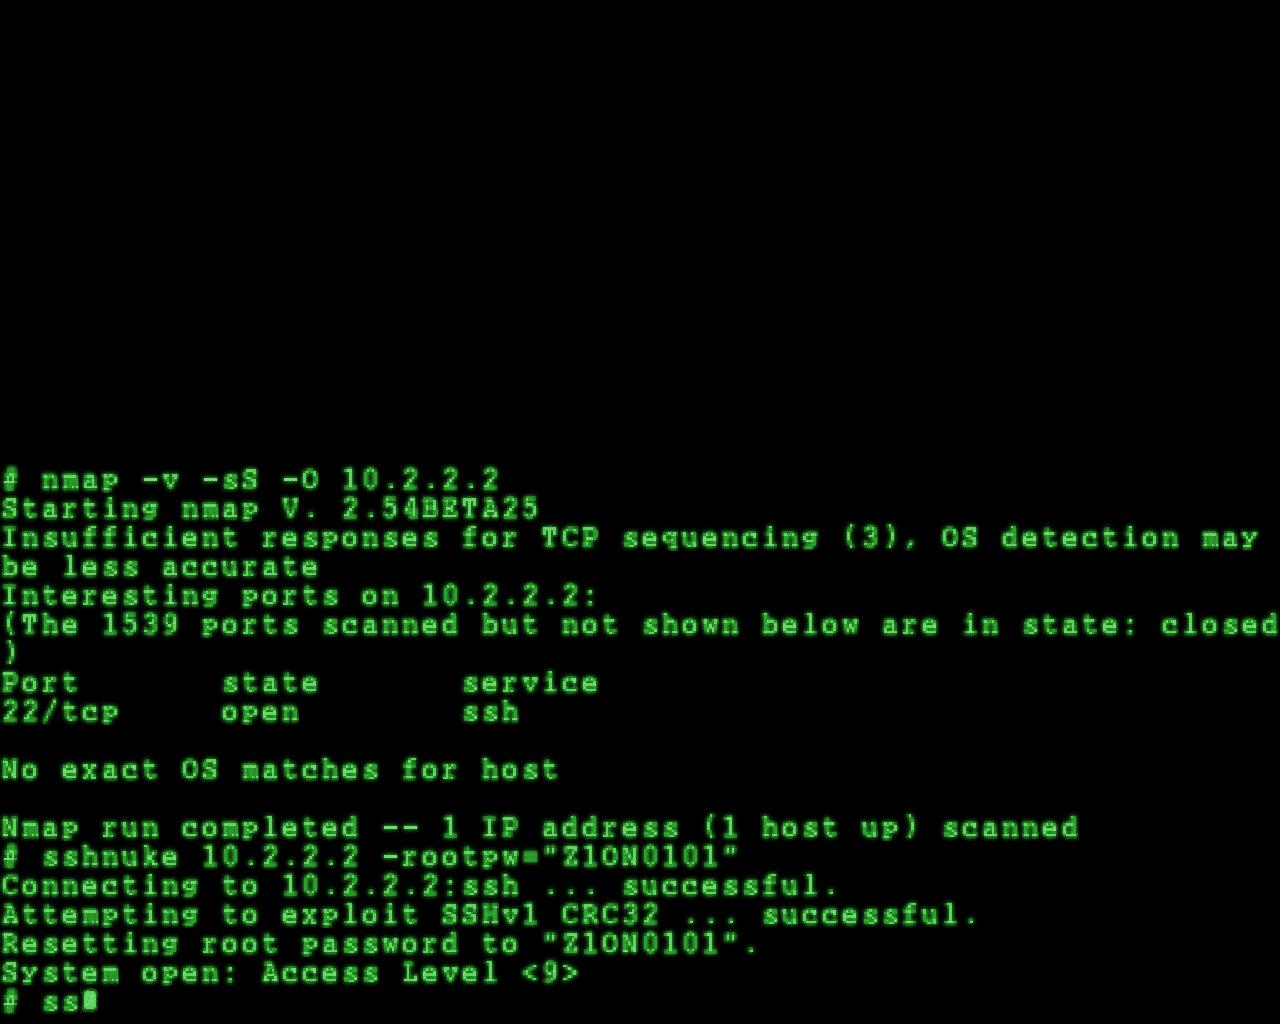 # nmap -v -sS -O 10.2.2.2
Starting nmap V. 2.54BETA25
Insufficient responses for TCP sequencing (3), OS detection may
be less accurate
Interesting ports on 10.2.2.2:
(The 1539 ports scanned but not shown below are in state: closed
)
Port       state       service
22/tcp     open        ssh
No exact OS matches for host
Nmap run completed -- 1 IP address (1 host up) scanned
# sshnuke 10.2.2.2 -rootpw="Z1ON0101"
Connecting to 10.2.2.2:ssh ... successful.
Attempting to exploit SSHv1 CRC32 ... successful.
Resetting root password to "Z1ON0101".
System open: Access Level <9>
# ss